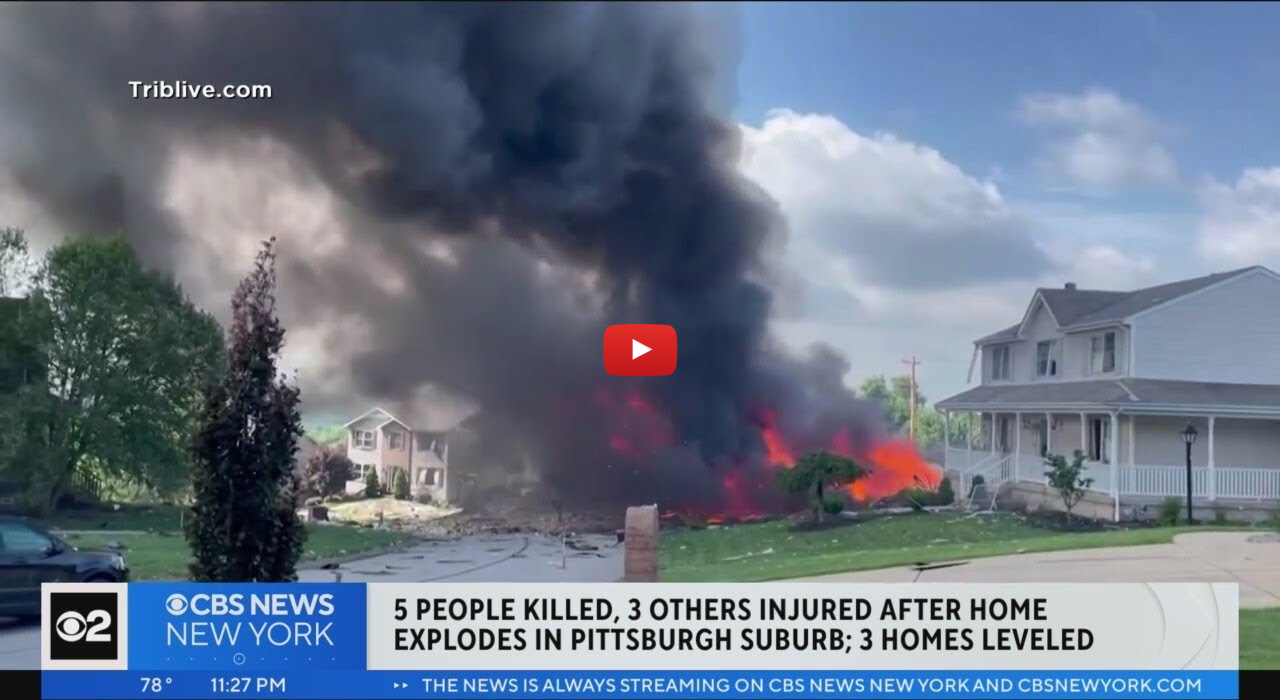 Triblive.com
2
CBS NEWS
NEW YORK
5 PEOPLE KILLED, 3 OTHERS INJURED AFTER HOME
EXPLODES IN PITTSBURGH SUBURB; 3 HOMES LEVELED
78°
11:27 PM
THE NEWS IS ALWAYS STREAMING ON CBS NEWS NEW YORK AND CBSNEWYORK.COM